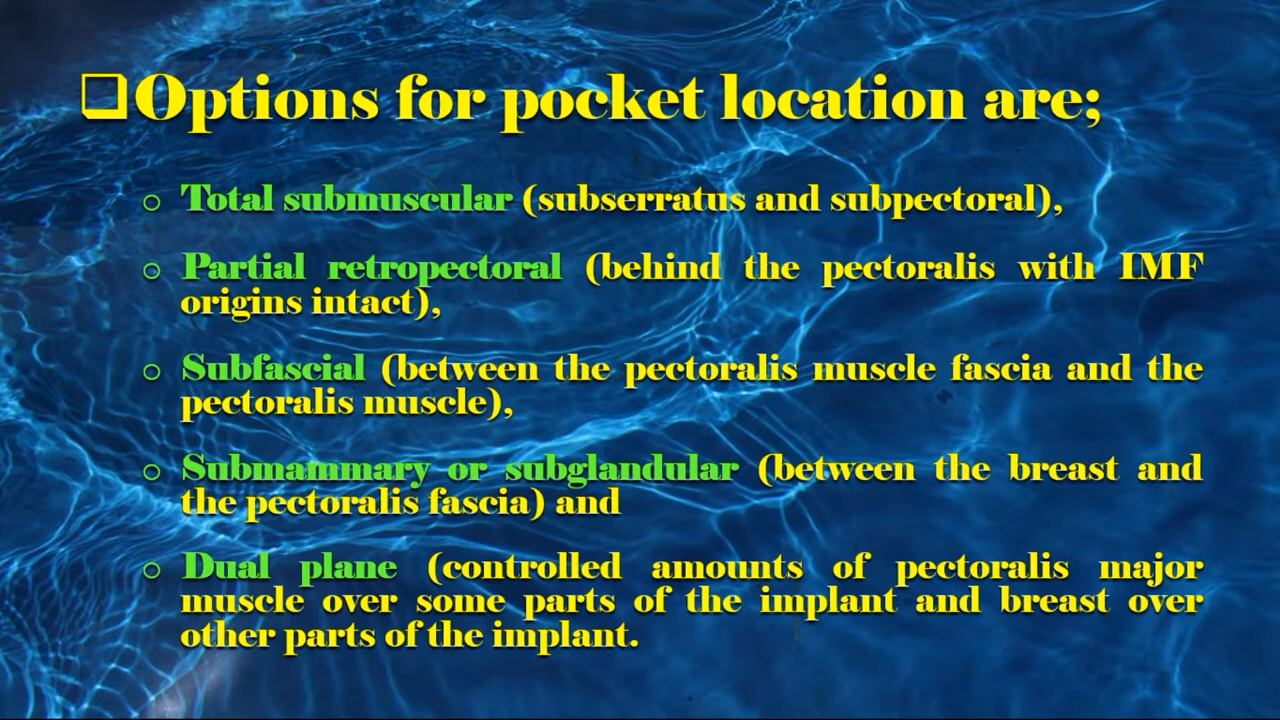 ❑Options for pocket location are;
o Total submuscular (subserratus and subpectoral),
o Partial retropectoral (behind the pectoralis with IMF
origins intact),
o Subfascial (between the pectoralis muscle fascia and the
pectoralis muscle),
o Submammary or subglandular (between the breast and
the pectoralis fascia) and
o Dual plane (controlled amounts of pectoralis major
muscle over some parts of the implant and breast over
other parts of the implant.